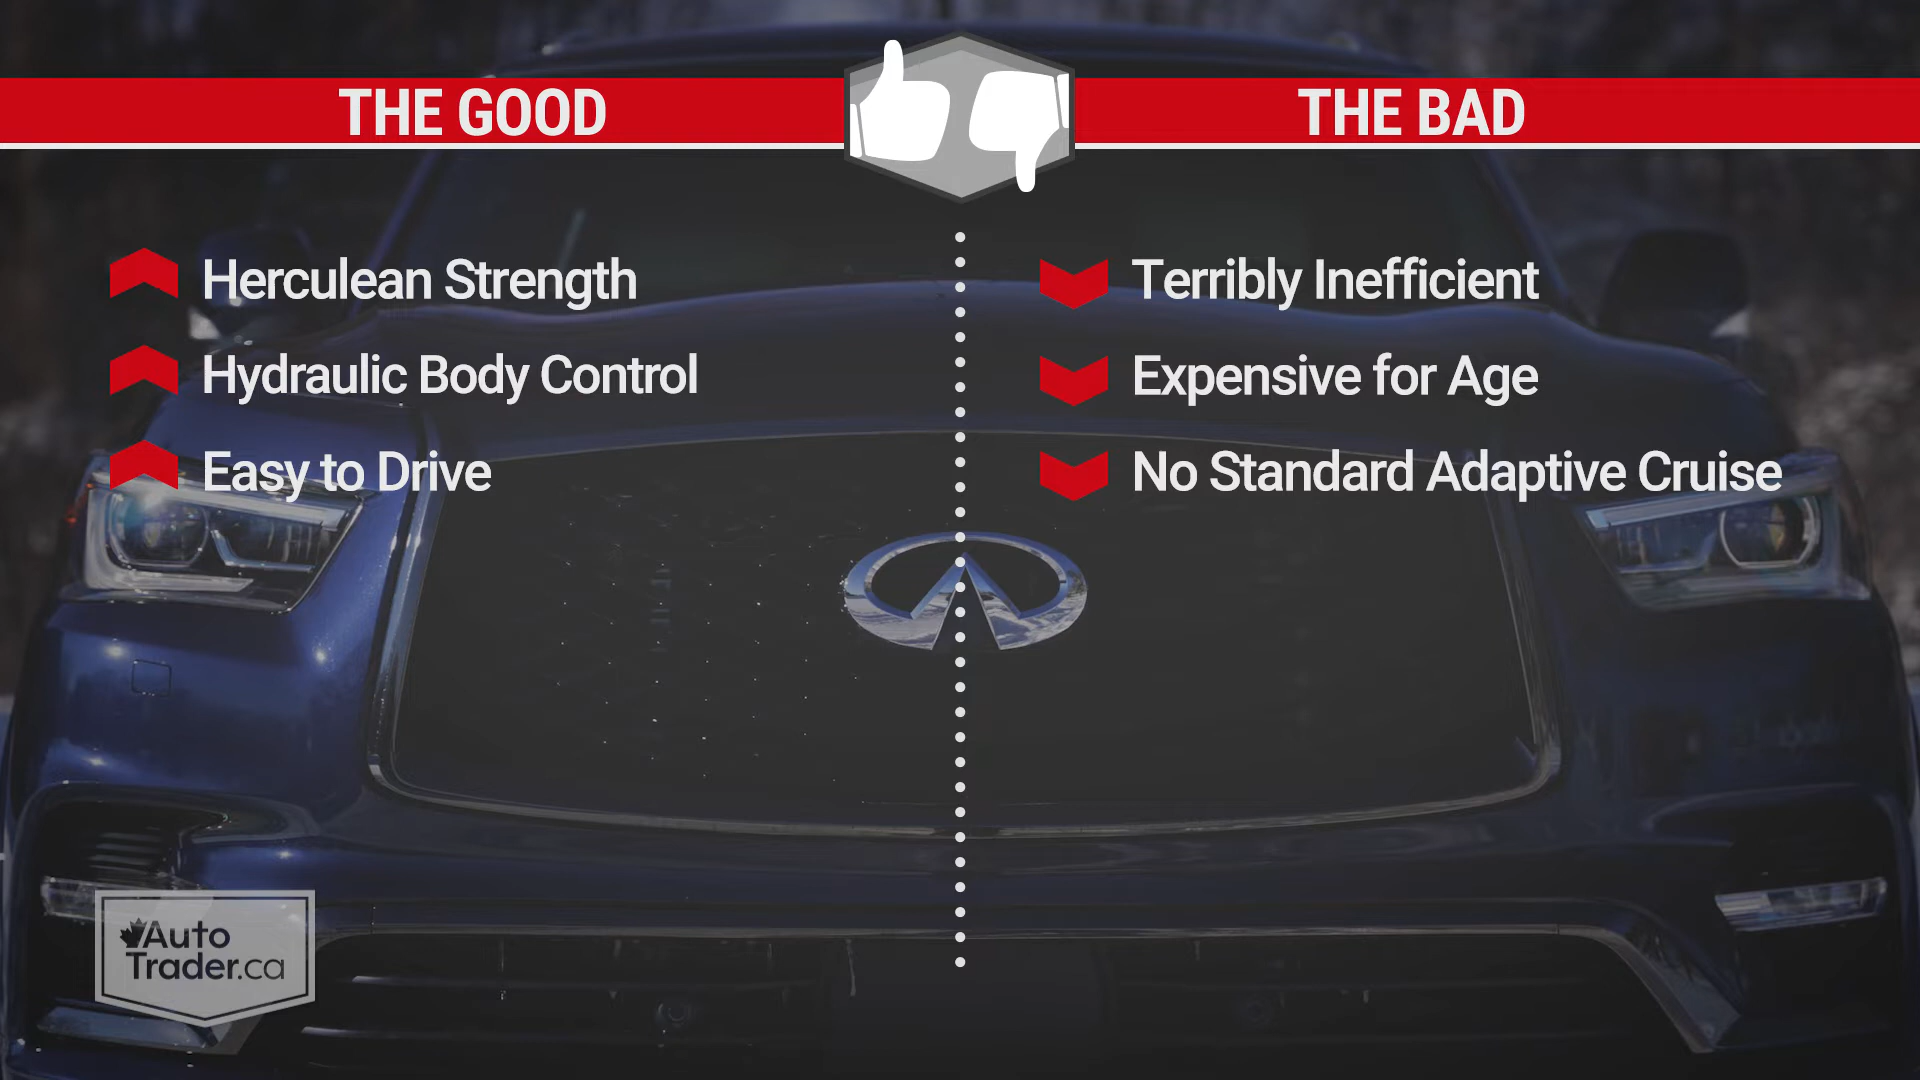 THE GOOD
THE BAD
Herculean Strength
Hydraulic Body Control
Easy to Drive
Terribly Inefficient
Expensive for Age
No Standard Adaptive Cruise
Auto
Trader.ca